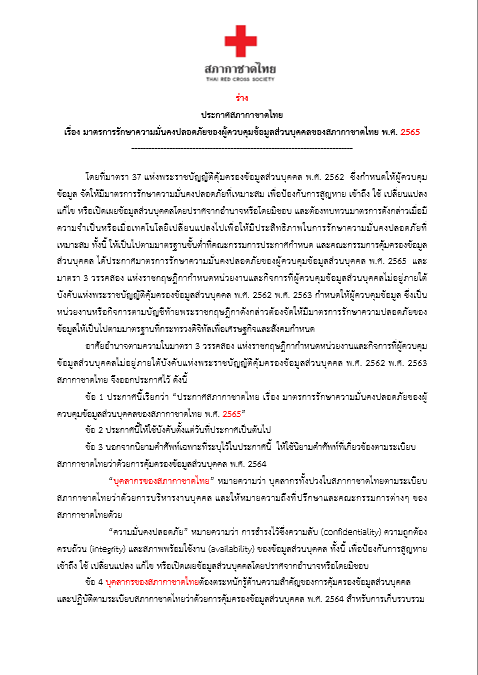 สภากาชาดไทย
THAI RED CROSS SOCIETY
ร่าง
ประกาศสภากาชาดไทย
เรื่อง มาตรการรักษาความมั่นคงปลอดภัยของผู้ควบคุมข้อมูลส่วนบุคคลของสภากาชาดไทย พ.ศ. 2565
โดยที่มาตรา 37 แห่งพระราชบัญญัติคุ้มครองข้อมูลส่วนบุคคล พ.ศ. 2562 ซึ่งกำหนดให้ผู้ควบคุม
ข้อมูล จัดให้มีมาตรการรักษาความมั่นคงปลอดภัยที่เหมาะสม เพื่อป้องกันการสูญหาย เข้าถึง ใช้ เปลี่ยนแปลง
แก้ไข หรือเปิดเผยข้อมูลส่วนบุคคลโดยปราศจากอำนาจหรือโดยมิชอบ และต้องทบทวนมาตรการดังกล่าวเมื่อมี
ความจำเป็นหรือเมื่อเทคโนโลยีเปลี่ยนแปลงไปเพื่อให้มีประสิทธิภาพในการรักษาความมั่นคงปลอดภัยที่
เหมาะสม ทั้งนี้ ให้เป็นไปตามมาตรฐานขั้นต่ำที่คณะกรรมการประกาศกำหนด และคณะกรรมการคุ้มครองข้อมูล
ส่วนบุคคล ได้ประกาศมาตรการรักษาความมั่นคงปลอดภัยของผู้ควบคุมข้อมูลส่วนบุคคล พ.ศ. 2565 และ
มาตรา 3 วรรคสอง แห่งราชกฤษฎีกากำหนดหน่วยงานและกิจการที่ผู้ควบคุมข้อมูลส่วนบุคคลไม่อยู่ภายใต้
บังคับแห่งพระราชบัญญัติคุ้มครองข้อมูลส่วนบุคคล พ.ศ. 2562 พ.ศ. 2563 กำหนดให้ผู้ควบคุมข้อมูล ซึ่งเป็น
หน่วยงานหรือกิจการตามบัญชีท้ายพระราชกฤษฎีกาดังกล่าวต้องจัดให้มีมาตรการรักษาความปลอดภัยของ
ข้อมูลให้เป็นไปตามมาตรฐานที่กระทรวงดิจิทัลเพื่อเศรษฐกิจและสังคมกำหนด
อาศัยอำนาจตามความในมาตรา 3 วรรคสอง แห่งราชกฤษฎีกากำหนดหน่วยงานและกิจการที่ผู้ควบคุม
ข้อมูลส่วนบุคคลไม่อยู่ภายใต้บังคับแห่งพระราชบัญญัติคุ้มครองข้อมูลส่วนบุคคล พ.ศ. 2562 พ.ศ. 2563
สภากาชาดไทย จึงออกประกาศไว้ ดังนี้
ข้อ 1 ประกาศนี้เรียกว่า "ประกาศสภากาชาดไทย เรื่อง มาตรการรักษาความมั่นคงปลอดภัยของผู้
ควบคุมข้อมูลส่วนบุคคลของสภากาชาดไทย พ.ศ. 2565"
ข้อ 2 ประกาศนี้ให้ใช้บังคับตั้งแต่วันที่ประกาศเป็นต้นไป
ข้อ 3 นอกจากนิยามคำศัพท์เฉพาะที่ระบุไว้ในประกาศนี้ ให้ใช้นิยามคำศัพท์ที่เกี่ยวข้องตามระเบียบ
สภากาชาดไทยว่าด้วยการคุ้มครองข้อมูลส่วนบุคคล พ.ศ. 2564
"บุคลากรของสภากาชาดไทย" หมายความว่า บุคลากรทั้งปวงในสภากาชาดไทยตามระเบียบ
สภากาชาดไทยว่าด้วยการบริหารงานบุคคล และให้หมายความถึงที่ปรึกษาและคณะกรรมการต่างๆ ของ
สภากาชาดไทยด้วย
"ความมั่นคงปลอดภัย" หมายความว่า การธำรงไว้ซึ่งความลับ (confidentiality) ความถูกต้อง
ครบถ้วน (integrity) และสภาพพร้อมใช้งาน (availability) ของข้อมูลส่วนบุคคล ทั้งนี้ เพื่อป้องกันการสูญหาย
เข้าถึง ใช้ เปลี่ยนแปลง แก้ไข หรือเปิดเผยข้อมูลส่วนบุคคลโดยปราศจากอำนาจหรือโดยมิชอบ
ข้อ 4 บุคลากรของสภากาชาดไทยต้องตระหนักรู้ด้านความสำคัญของการคุ้มครองข้อมูลส่วนบุคคล
และปฏิบัติตามระเบียบสภากาชาดไทยว่าด้วยการคุ้มครองข้อมูลส่วนบุคคล พ.ศ. 2564 สำหรับการเก็บรวบรวม